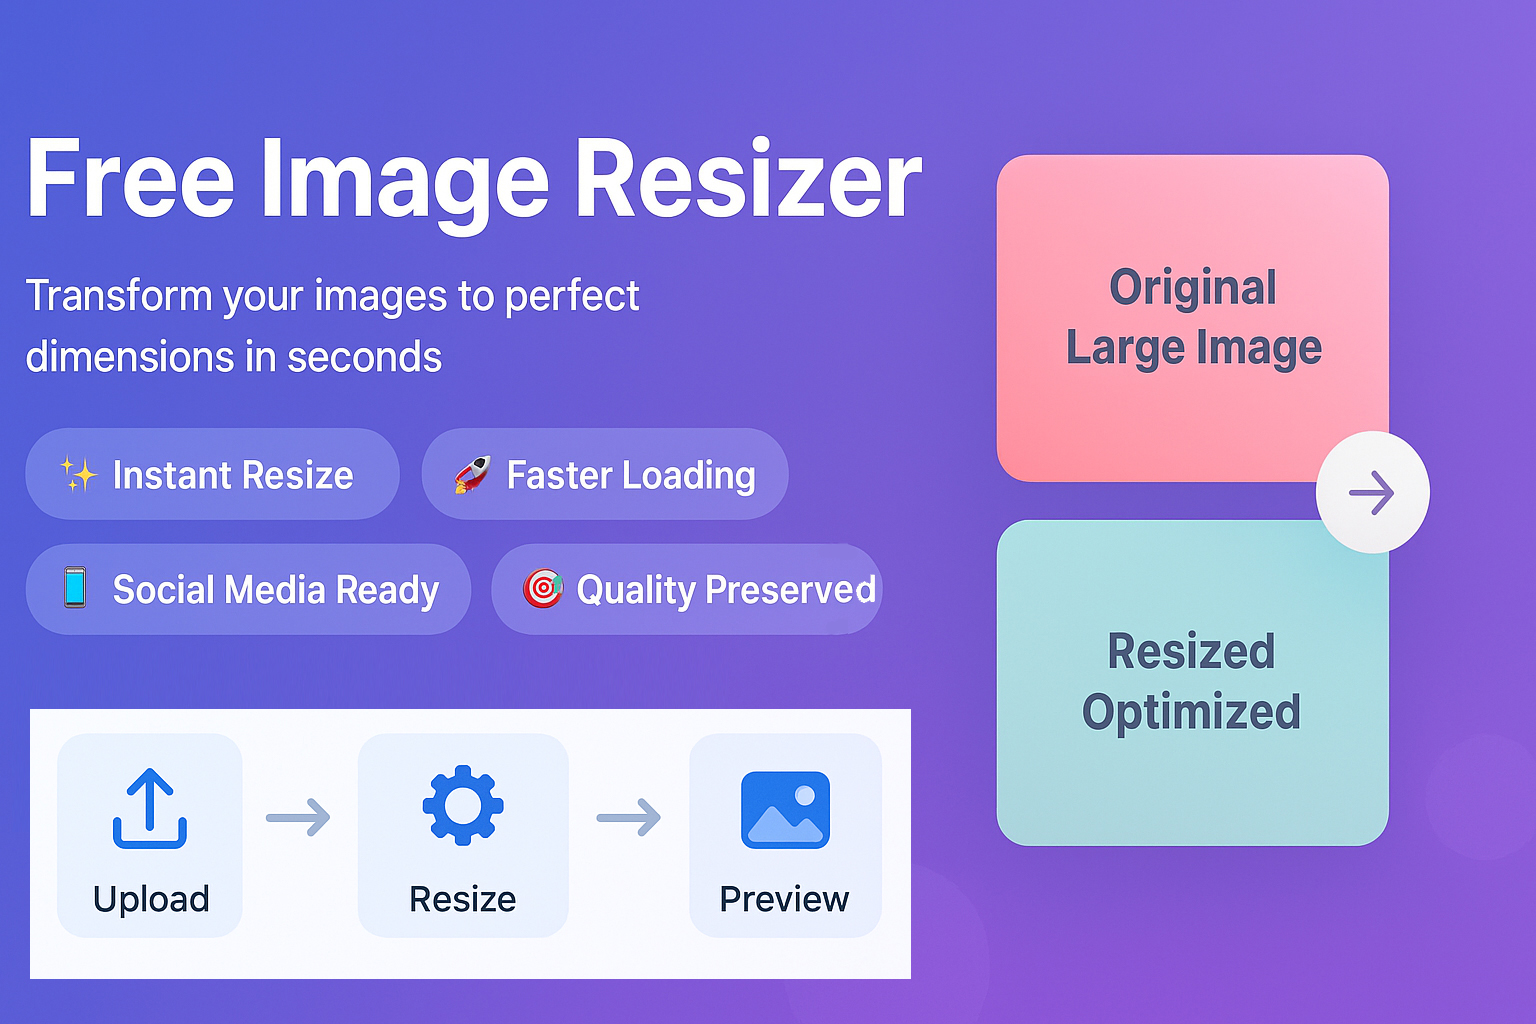 Free Image Resizer
Transform your images to perfect
dimensions in seconds
✨ Instant Resize
🚀 Faster Loading
📱 Social Media Ready
🎯 Quality Preserved
Upload
Resize
Preview
Original
Large Image
Resized
Optimized